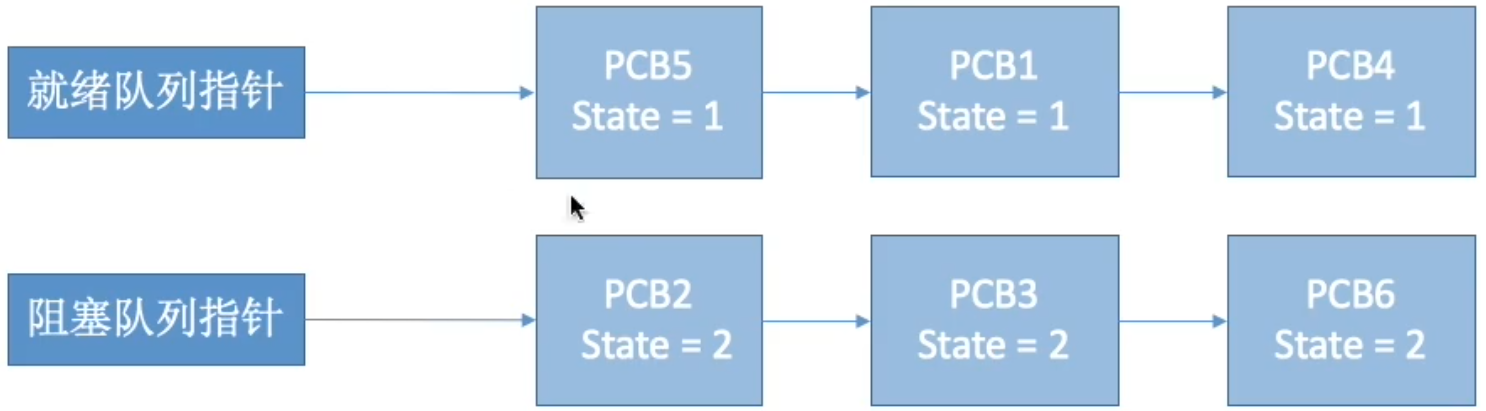 就绪队列指针
PCB5
State = 1
PCB1
State = 1
PCB4
State = 1
阻塞队列指针
PCB2
State = 2
PCB3
State = 2
PCB6
State = 2